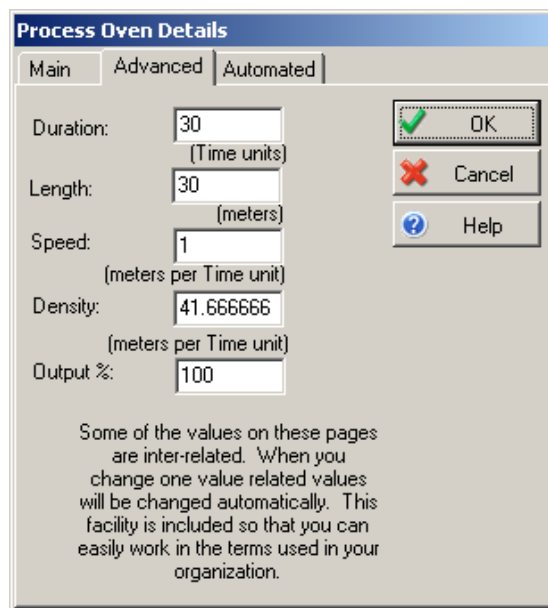 Process Oven Details
Main Advanced Automated
Duration: 30
(Time units)
Length: 30
(meters)
Speed: 1
(meters per Time unit)
Density: 41.666666
(meters per Time unit)
Output %: 100
OK
Cancel
Help
Some of the values on these pages
are inter-related. When you
change one value related values
will be changed automatically. This
facility is included so that you can
easily work in the terms used in your
organization.